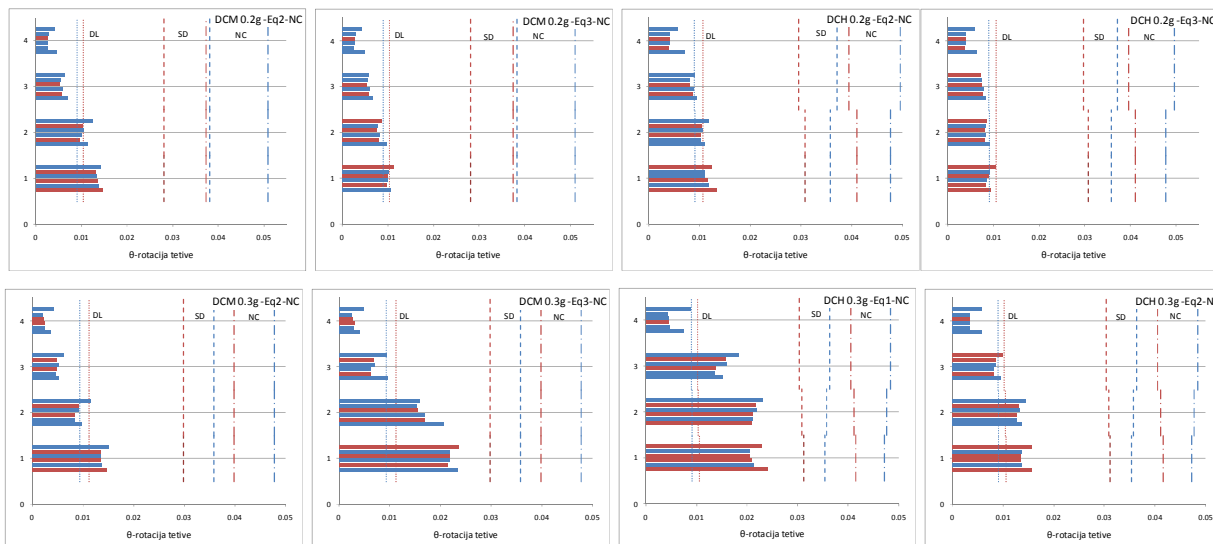 DCM 0.2g -Eq2-NC
DL SD NC
4
3
2
1
0
0 0.01 0.02 0.03 0.04 0.05
θ-rotacija tetive
DCM 0.2g -Eq3-NC
DL SD NC
4
3
2
1
0
0 0.01 0.02 0.03 0.04 0.05
θ-rotacija tetive
DCH 0.2g -Eq2-NC
DL SD NC
4
3
2
1
0
0 0.01 0.02 0.03 0.04 0.05
θ-rotacija tetive
DCH 0.2g -Eq3-NC
DL SD NC
4
3
2
1
0
0 0.01 0.02 0.03 0.04 0.05
θ-rotacija tetive
DCM 0.3g -Eq2-NC
DL SD NC
4
3
2
1
0
0 0.01 0.02 0.03 0.04 0.05
θ-rotacija tetive
DCM 0.3g -Eq3-NC
DL SD NC
4
3
2
1
0
0 0.01 0.02 0.03 0.04 0.05
θ-rotacija tetive
DCH 0.3g -Eq1-NC
DL SD NC
4
3
2
1
0
0 0.01 0.02 0.03 0.04 0.05
θ-rotacija tetive
DCH 0.3g -Eq2-NC
DL SD NC
4
3
2
1
0
0 0.01 0.02 0.03 0.04 0.05
θ-rotacija tetive